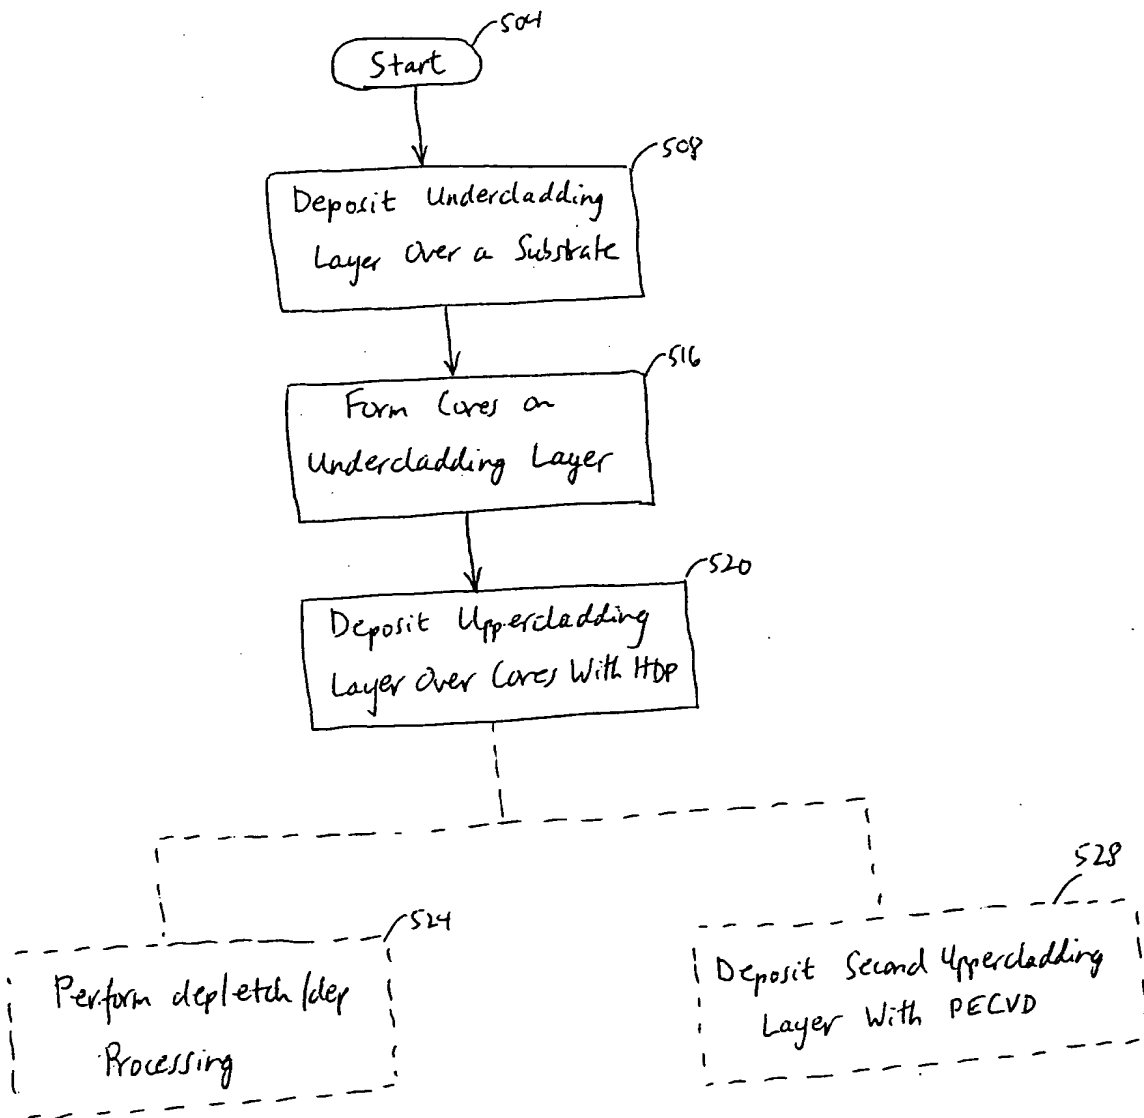 504
Start
508
Deposit Undercladding
Layer Over a Substrate
516
Form Cores on
Undercladding Layer
520
Deposit Uppercladding
Layer Over Cores With HDP
524
Perform dep/etch/dep
Processing
528
Deposit Second Uppercladding
Layer With PECVD